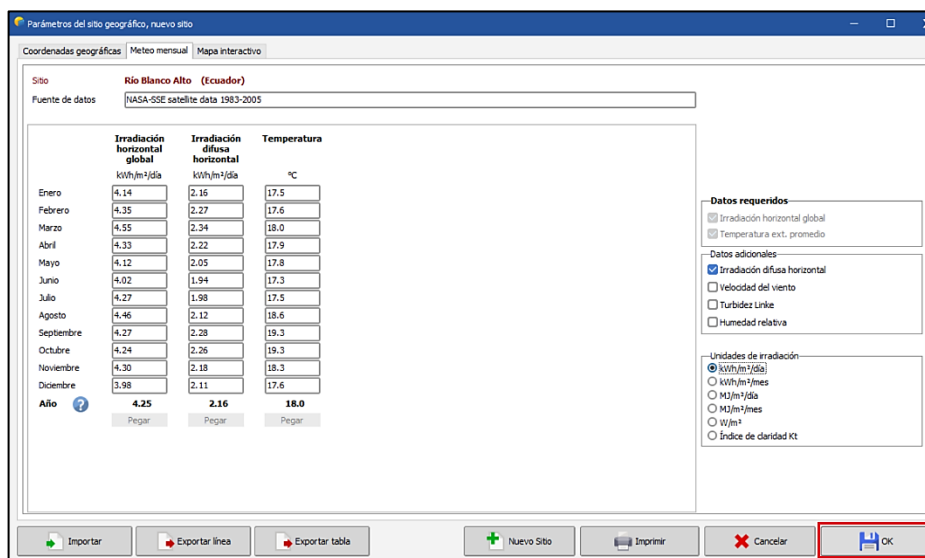 Parámetros del sitio geográfico, nuevo sitio
Coordenadas geográficas Meteo mensual Mapa interactivo
Sitio Río Blanco Alto (Ecuador)
Fuente de datos NASA-SSE satellite data 1983-2005
Irradiación horizontal global Irradiación difusa horizontal Temperatura
kWh/m²/día kWh/m²/día °C
Enero 4.14 2.16 17.5
Febrero 4.35 2.27 17.6
Marzo 4.55 2.34 18.0
Abril 4.33 2.22 17.9
Mayo 4.12 2.05 17.8
Junio 4.02 1.94 17.3
Julio 4.27 1.98 17.5
Agosto 4.46 2.12 18.6
Septiembre 4.27 2.28 19.3
Octubre 4.24 2.26 19.3
Noviembre 4.30 2.18 18.3
Diciembre 3.98 2.11 17.6
Año ? 4.25 2.16 18.0
Pegar Pegar Pegar
Datos requeridos
Irradiación horizontal global
Temperatura ext. promedio
Datos adicionales
Irradiación difusa horizontal
Velocidad del viento
Turbidez Linke
Humedad relativa
Unidades de irradiación
kWh/m²/día
kWh/m²/mes
MJ/m²/día
MJ/m²/mes
W/m²
Índice de claridad Kt
Importar Exportar línea Exportar tabla Nuevo Sitio Imprimir Cancelar OK